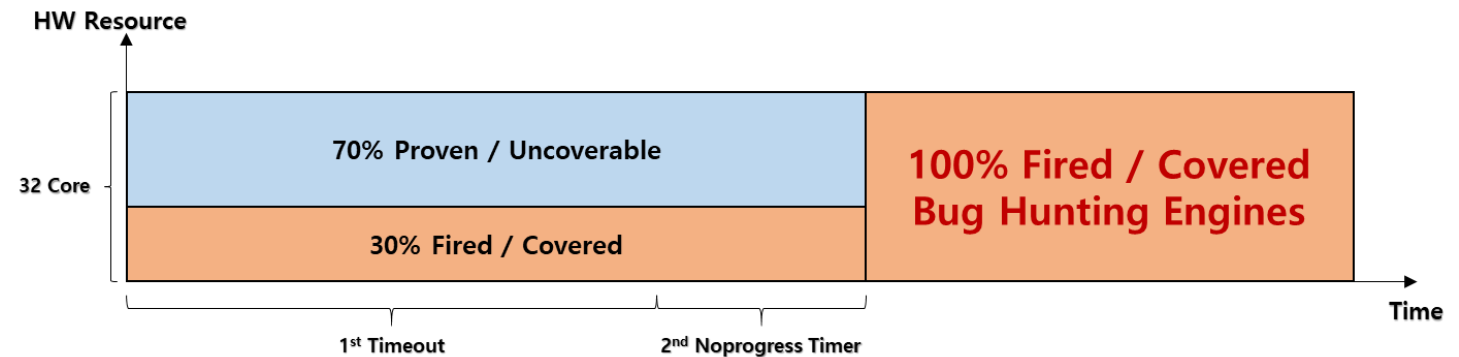 HW Resource
70% Proven / Uncoverable
100% Fired / Covered
Bug Hunting Engines
32 Core
30% Fired / Covered
Time
1st Timeout
2nd Noprogress Timer